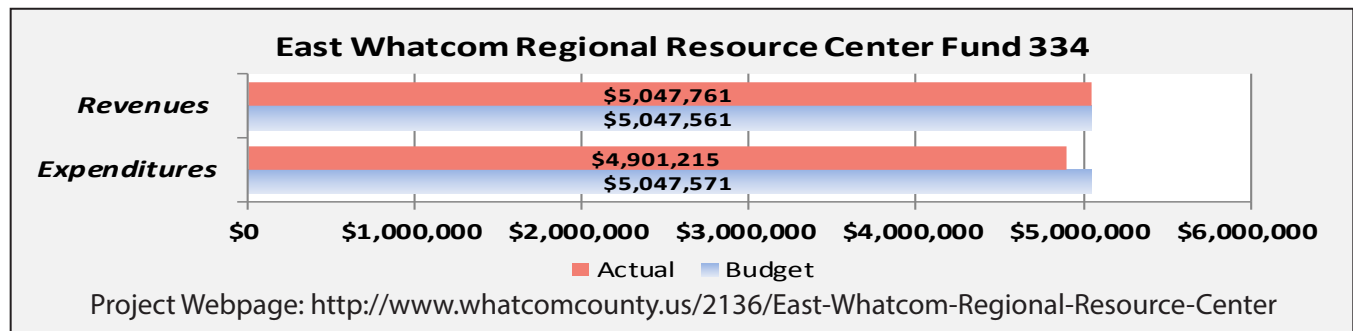 East Whatcom Regional Resource Center Fund 334
Revenues
$5,047,761
$5,047,561
Expenditures
$4,901,215
$5,047,571
$0 $1,000,000 $2,000,000 $3,000,000 $4,000,000 $5,000,000 $6,000,000
Actual Budget
Project Webpage: http://www.whatcomcounty.us/2136/East-Whatcom-Regional-Resource-Center